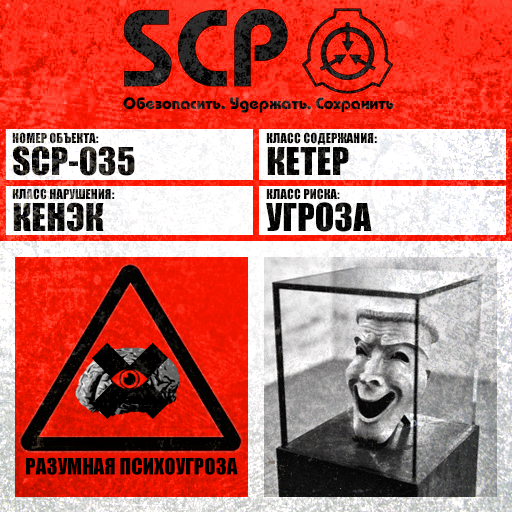 SCP
Обезопасить. Удержать. Сохранить
НОМЕР ОБЪЕКТА:
SCP-035
КЛАСС СОДЕРЖАНИЯ:
КЕТЕР
КЛАСС НАРУШЕНИЯ:
КЕНЭК
КЛАСС РИСКА:
УГРОЗА
РАЗУМНАЯ ПСИХОУГРОЗА